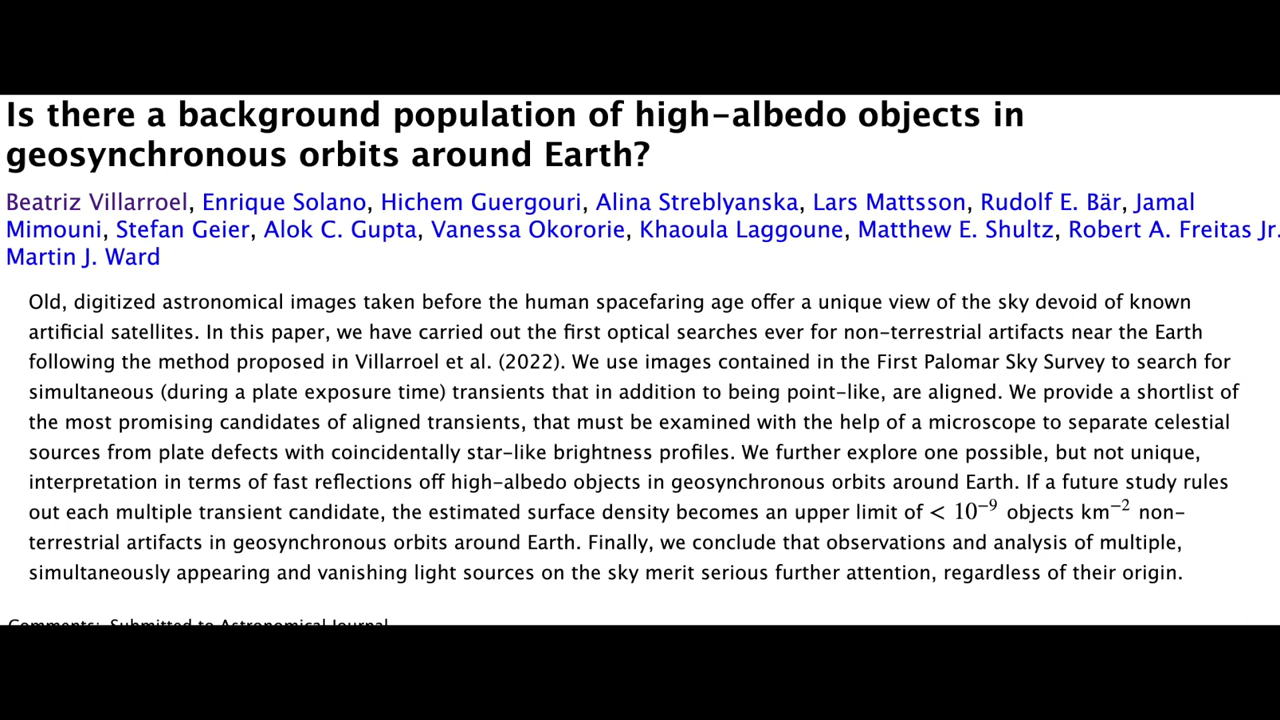 Is there a background population of high-albedo objects in
geosynchronous orbits around Earth?
Beatriz Villarroel, Enrique Solano, Hichem Guergouri, Alina Streblyanska, Lars Mattsson, Rudolf E. Bär, Jamal
Mimouni, Stefan Geier, Alok C. Gupta, Vanessa Okororie, Khaoula Laggoune, Matthew E. Shultz, Robert A. Freitas Jr.
Martin J. Ward
Old, digitized astronomical images taken before the human spacefaring age offer a unique view of the sky devoid of known
artificial satellites. In this paper, we have carried out the first optical searches ever for non-terrestrial artifacts near the Earth
following the method proposed in Villarroel et al. (2022). We use images contained in the First Palomar Sky Survey to search for
simultaneous (during a plate exposure time) transients that in addition to being point-like, are aligned. We provide a shortlist of
the most promising candidates of aligned transients, that must be examined with the help of a microscope to separate celestial
sources from plate defects with coincidentally star-like brightness profiles. We further explore one possible, but not unique,
interpretation in terms of fast reflections off high-albedo objects in geosynchronous orbits around Earth. If a future study rules
out each multiple transient candidate, the estimated surface density becomes an upper limit of < 10⁻⁹ objects km⁻² non-
terrestrial artifacts in geosynchronous orbits around Earth. Finally, we conclude that observations and analysis of multiple,
simultaneously appearing and vanishing light sources on the sky merit serious further attention, regardless of their origin.
Comments: Submitted to Astronomical Journal